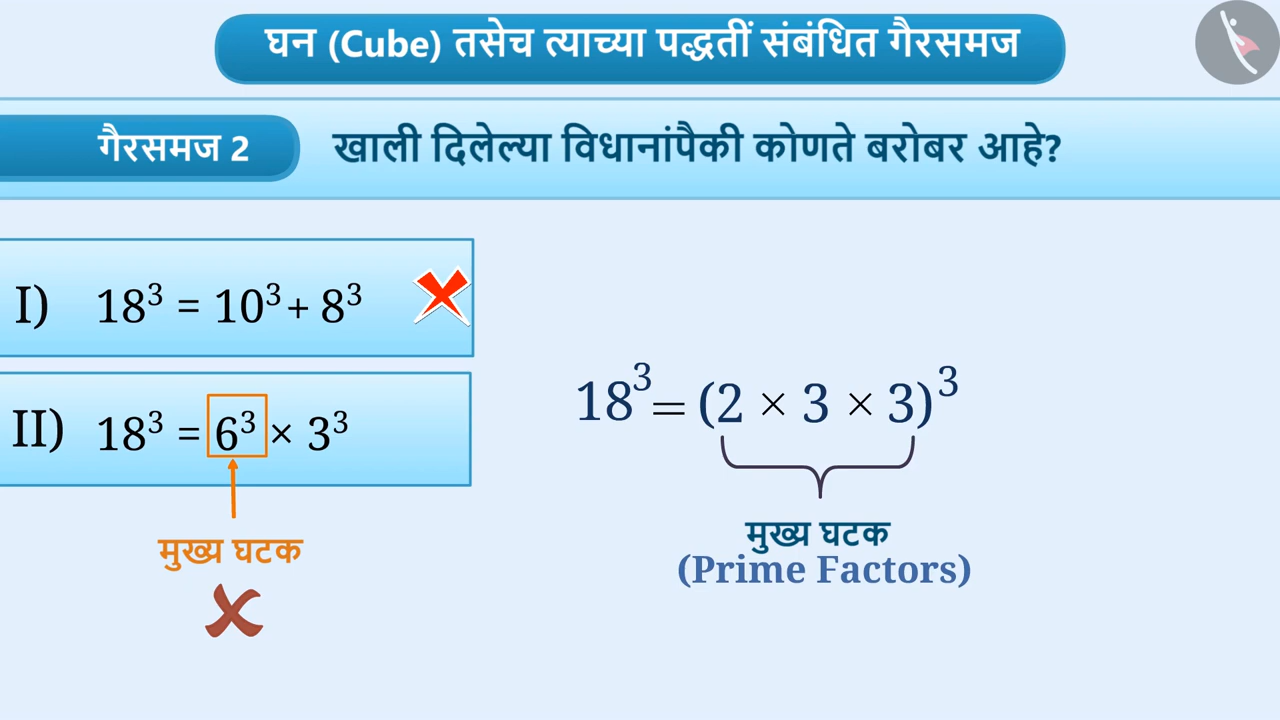 घन (Cube) तसेच त्याच्या पद्धतीं संबंधित गैरसमज
गैरसमज 2
खाली दिलेल्या विधानांपैकी कोणते बरोबर आहे?
I) 18³ = 10³ + 8³
II) 18³ = 6³ × 3³
मुख्य घटक
18³ = (2 × 3 × 3)³
मुख्य घटक
(Prime Factors)